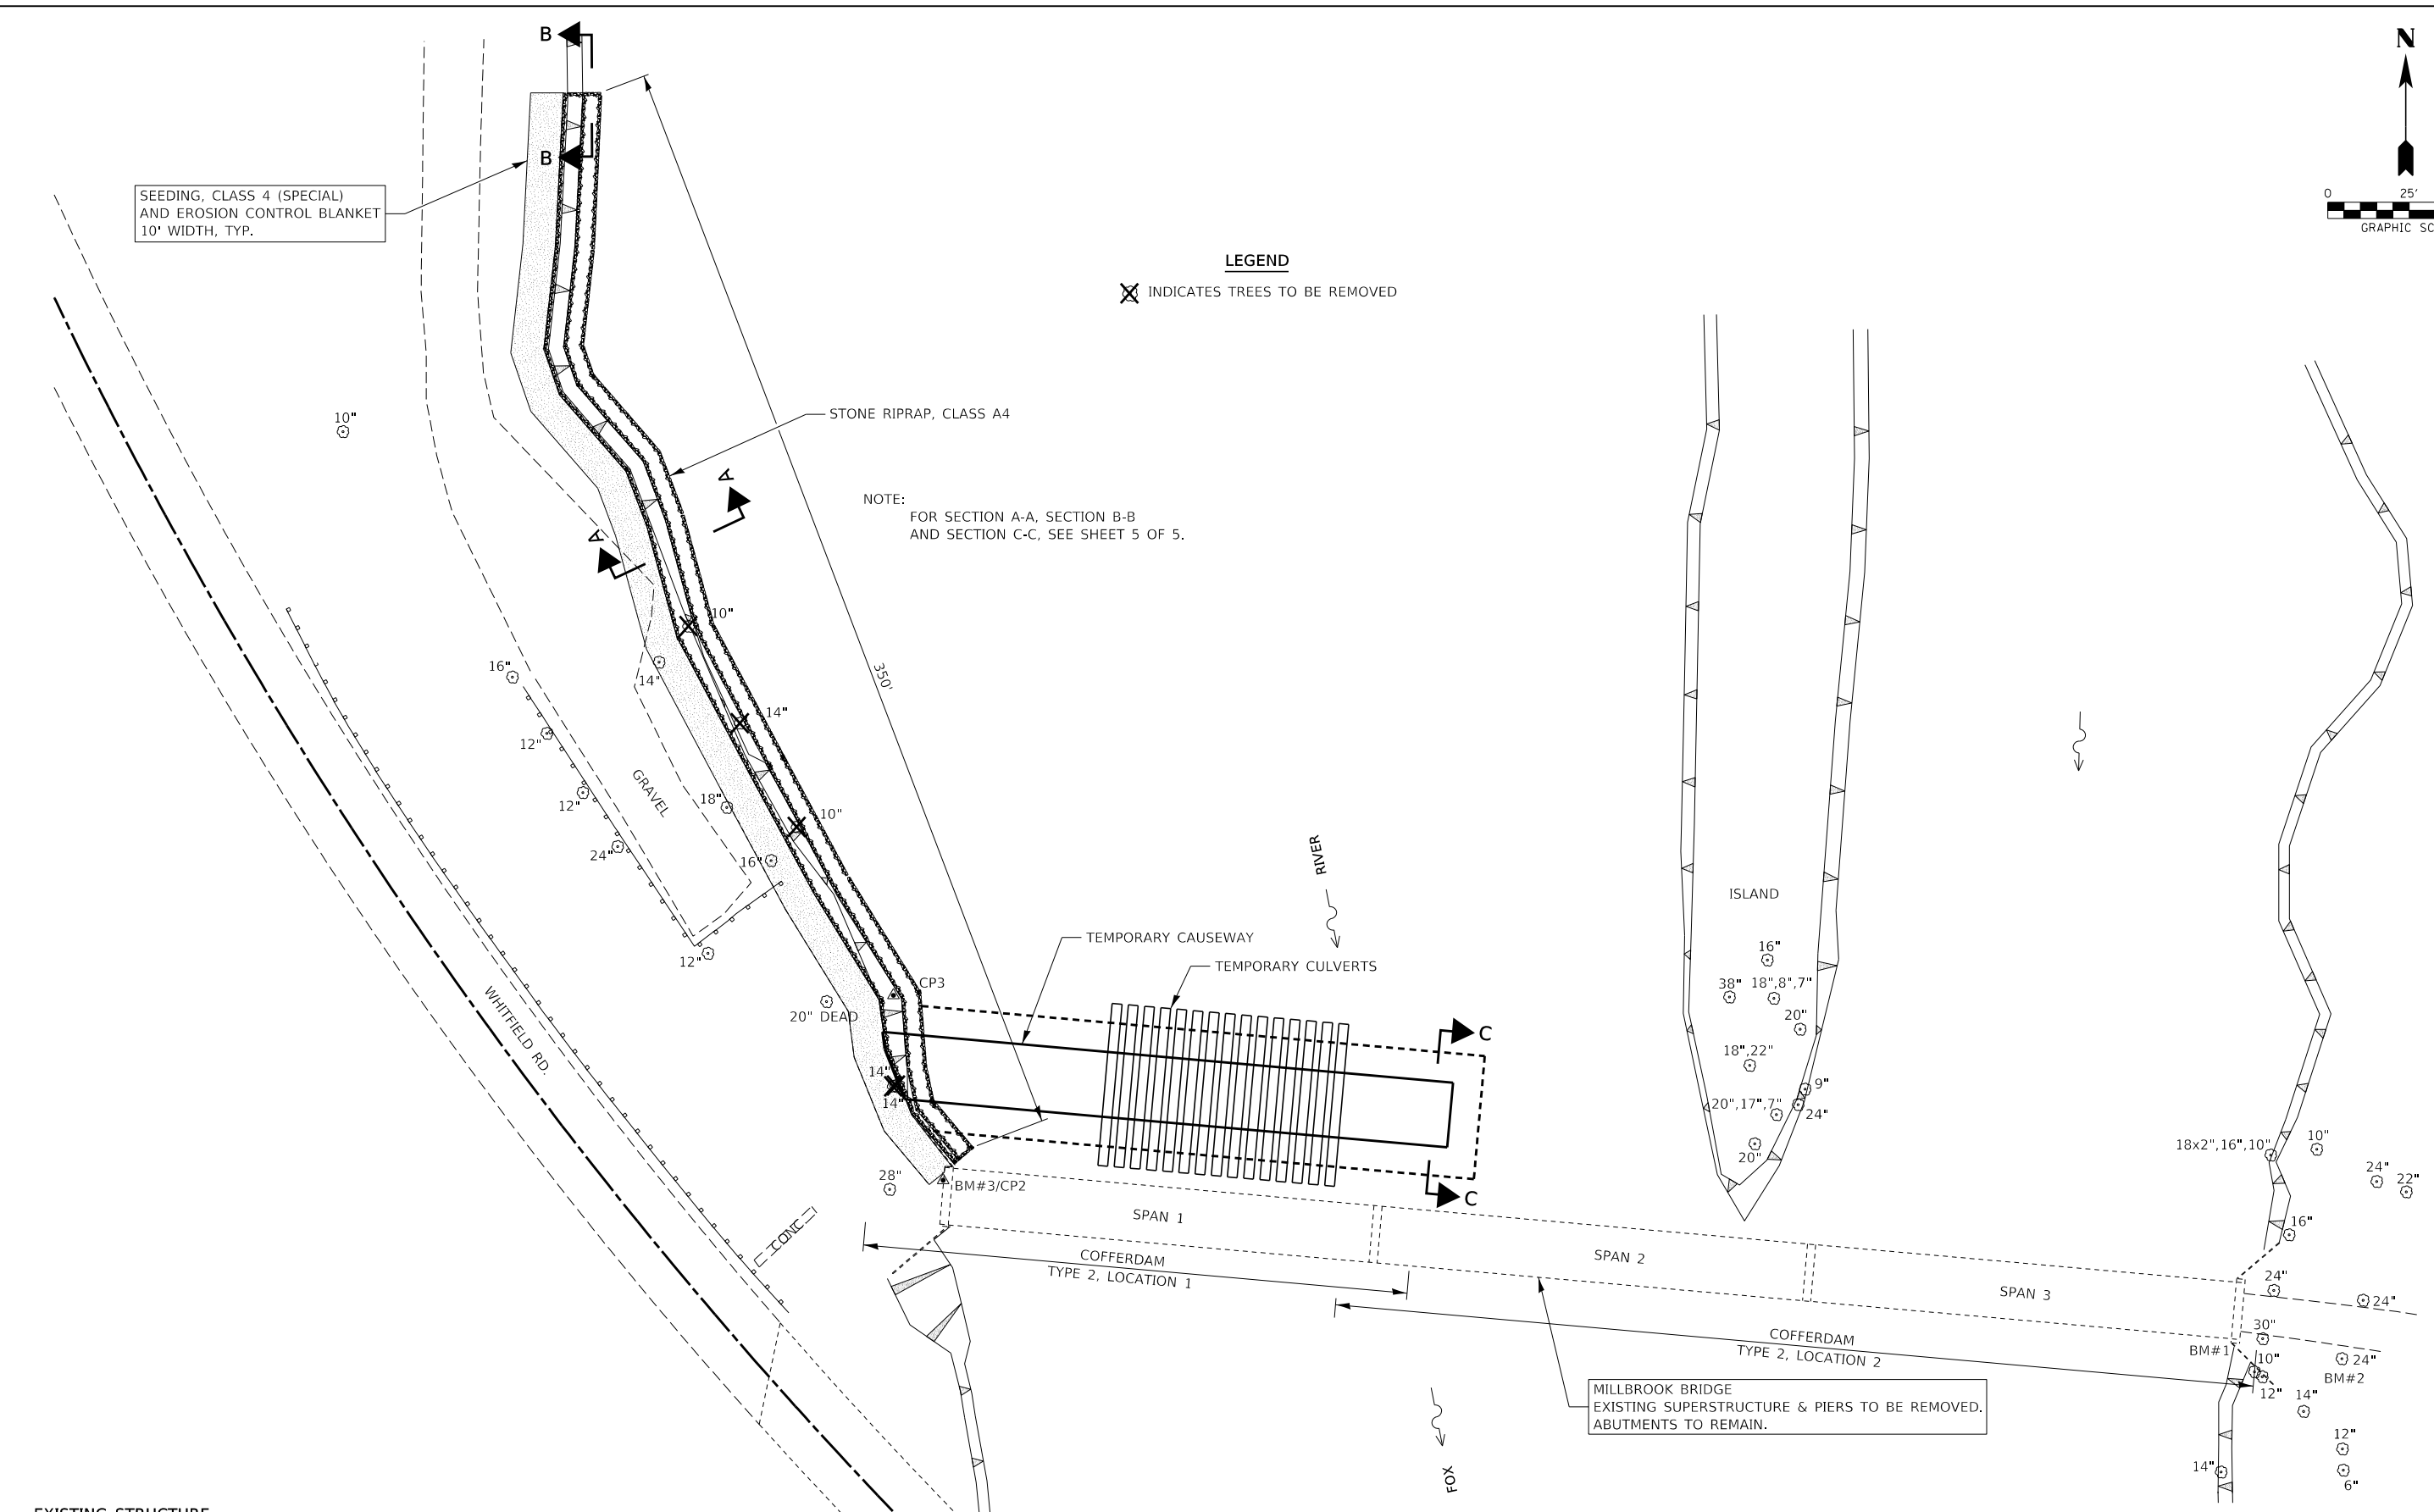 B
N
B
SEEDING, CLASS 4 (SPECIAL)
AND EROSION CONTROL BLANKET
10' WIDTH, TYP.
0 25'
GRAPHIC SC
LEGEND
INDICATES TREES TO BE REMOVED
10"
STONE RIPRAP, CLASS A4
A
NOTE:
FOR SECTION A-A, SECTION B-B
AND SECTION C-C, SEE SHEET 5 OF 5.
A
10"
16"
14"
350'
14"
12"
GRAVEL
18"
12"
10"
24"
16"
RIVER
ISLAND
TEMPORARY CAUSEWAY
16"
12"
TEMPORARY CULVERTS
CP3
38" 18",8",7"
WHITFIELD RD.
20" DEAD
20"
C
18",22"
14"
9"
14"
20",17",7"
24"
18x2",16",10"
10"
20"
24"
22"
28"
BM#3/CP2
C
SPAN 1
16"
CONC
COFFERDAM
TYPE 2, LOCATION 1
SPAN 2
24"
SPAN 3
24"
30"
COFFERDAM
TYPE 2, LOCATION 2
BM#1
10"
24"
BM#2
12"
14"
MILLBROOK BRIDGE
EXISTING SUPERSTRUCTURE & PIERS TO BE REMOVED.
ABUTMENTS TO REMAIN.
12"
14"
FOX
6"
EXISTING STRUCTURE